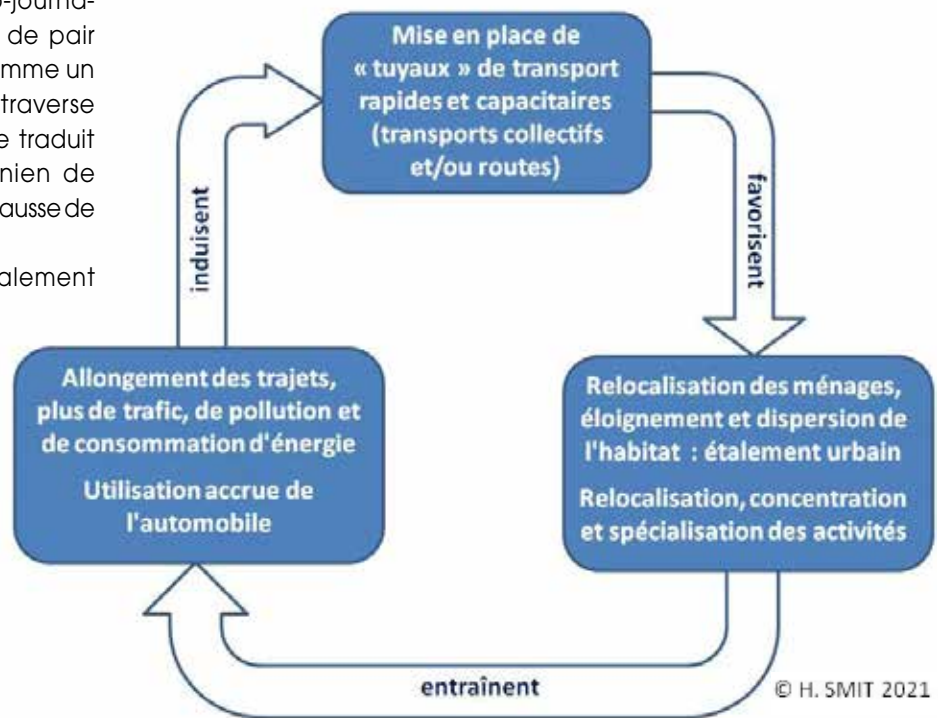 -journa-
de pair
mme un
traverse
e traduit
nien de
ausse de
alement
Mise en place de
« tuyaux » de transport
rapides et capacitaires
(transports collectifs
et/ou routes)
favorisent
Relocalisation des ménages,
éloignement et dispersion de
l'habitat : étalement urbain
Relocalisation, concentration
et spécialisation des activités
entraînent
Allongement des trajets,
plus de trafic, de pollution et
de consommation d'énergie
Utilisation accrue de
l'automobile
induisent
© H. SMIT 2021